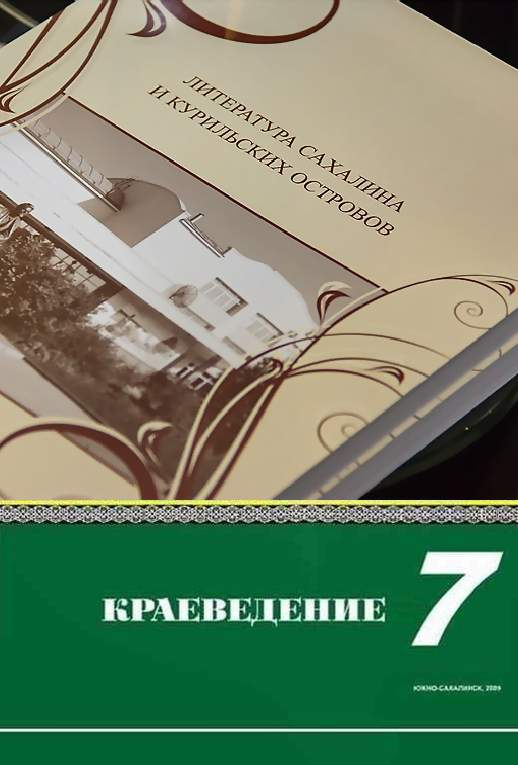 ЛИТЕРАТУРА САХАЛИНА
И КУРИЛЬСКИХ ОСТРОВОВ
КРАЕВЕДЕНИЕ 7
ЮЖНО-САХАЛИНСК, 2009